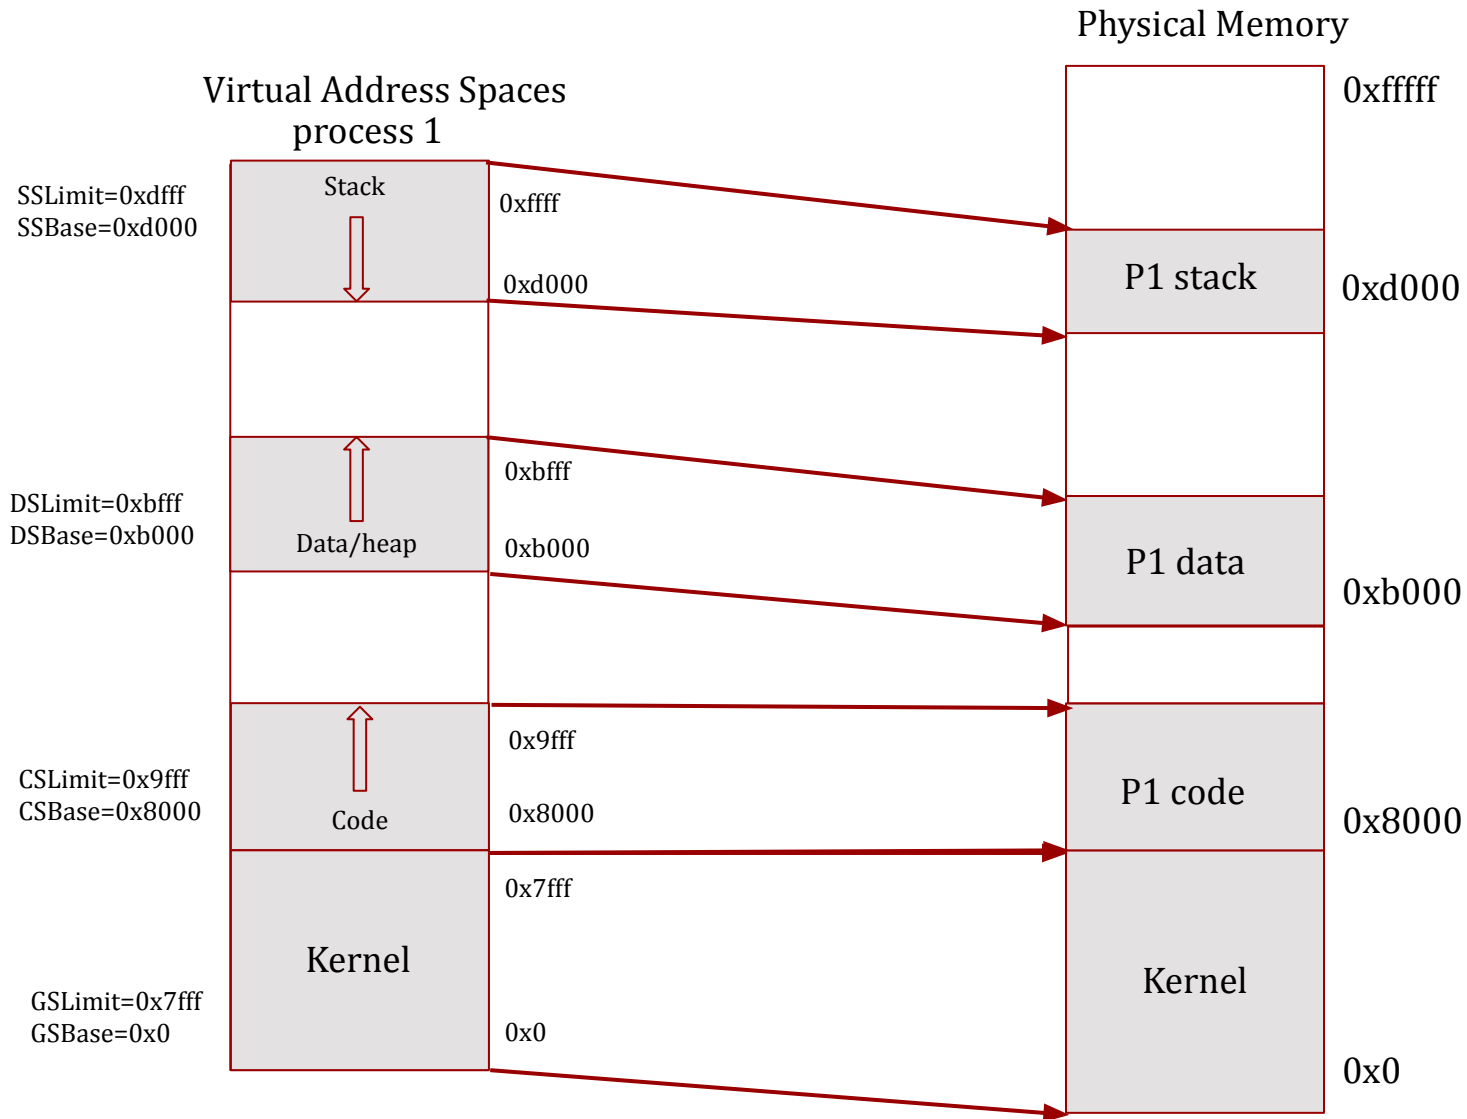 Physical Memory
0xfffff
Virtual Address Spaces
process 1
SSLimit=0xdfff
SSBase=0xd000
Stack
0xffff
0xd000
P1 stack
0xd000
DSLimit=0xbfff
DSBase=0xb000
Data/heap
0xbfff
0xb000
P1 data
0xb000
CSLimit=0x9fff
CSBase=0x8000
Code
0x9fff
0x8000
P1 code
0x8000
GSLimit=0x7fff
GSBase=0x0
Kernel
0x7fff
0x0
Kernel
0x0